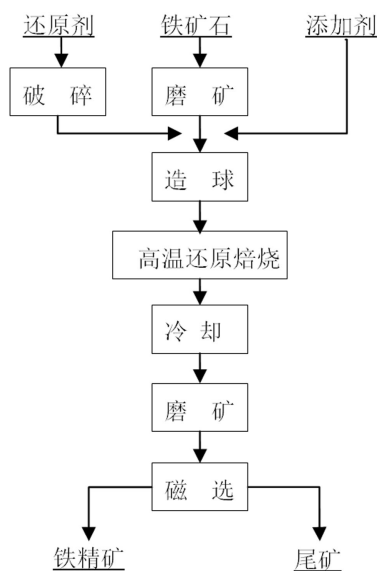 还原剂 铁矿石 添加剂
破 碎 磨 矿
造 球
高温还原焙烧
冷 却
磨 矿
磁 选
铁精矿 尾矿